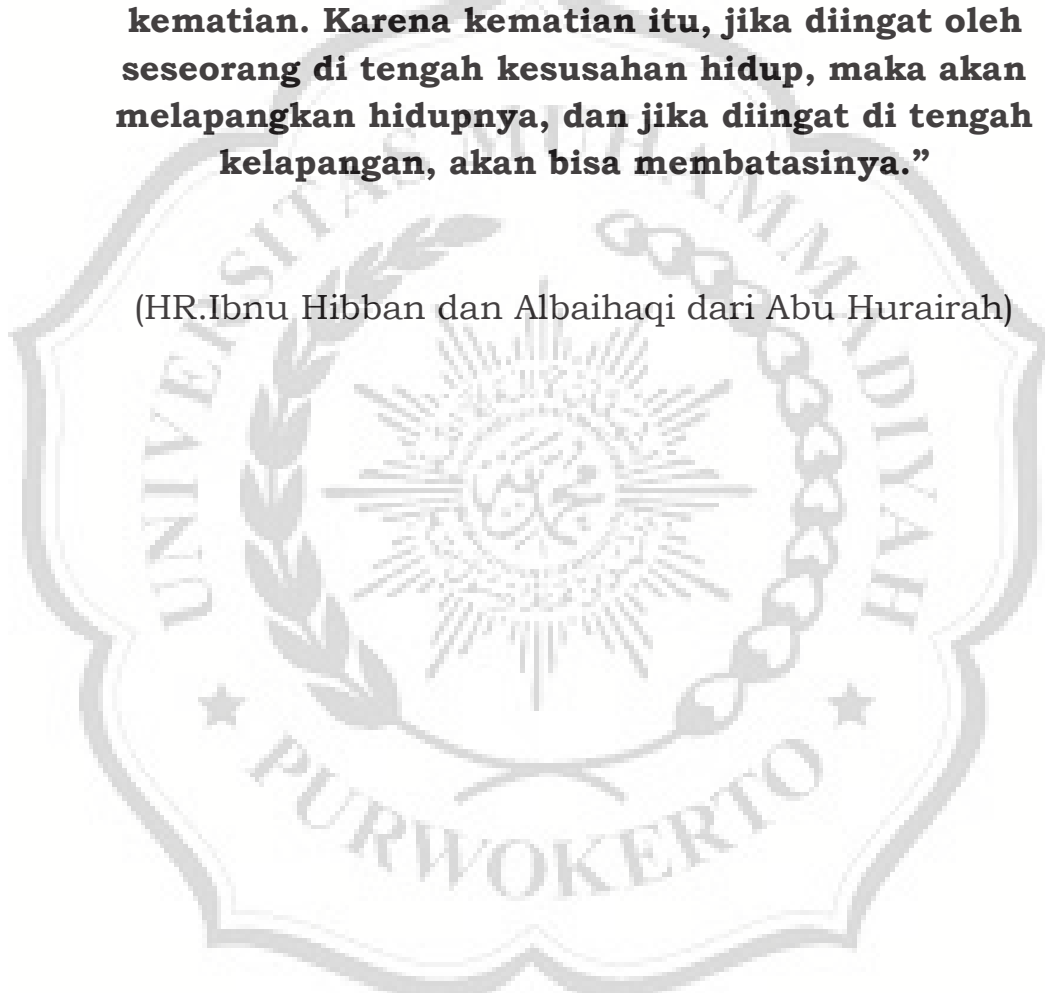 kematian. Karena kematian itu, jika diingat oleh
seseorang di tengah kesusahan hidup, maka akan
melapangkan hidupnya, dan jika diingat di tengah
kelapangan, akan bisa membatasinya.”
(HR.Ibnu Hibban dan Albaihaqi dari Abu Hurairah)
UNIVERSITAS MUHAMMADIYAH
PURWOKERTO